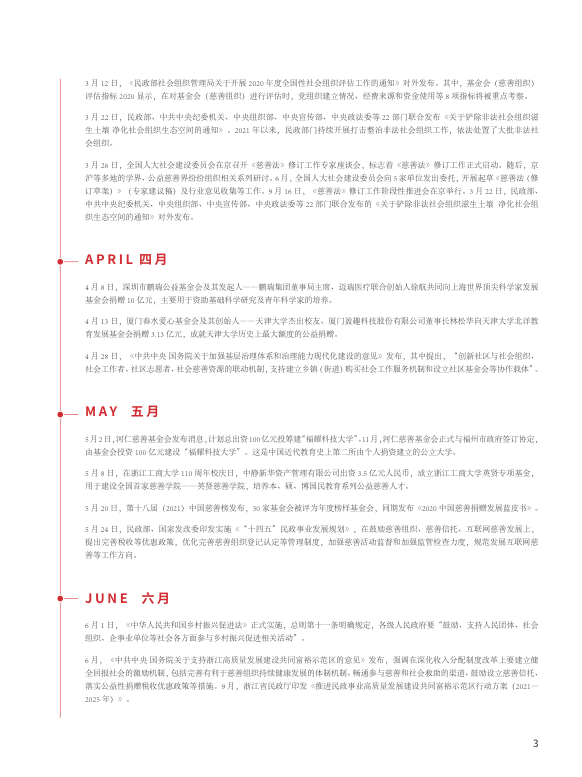 3 月 12 日，《民政部社会组织管理局关于开展 2020 年度全国性社会组织评估工作的通知》对外发布。其中，基金会（慈善组织）
评估指标 2020 显示，在对基金会（慈善组织）进行评估时，党组织建立情况、经费来源和资金使用等 8 项指标将被重点考察。
3 月 22 日，民政部、中共中央纪委机关、中央组织部、中央宣传部、中央政法委等 22 部门联合发布《关于铲除非法社会组织滋
生土壤 净化社会组织生态空间的通知》。2021 年以来，民政部门持续开展打击整治非法社会组织工作，依法处置了大批非法社
会组织。
3 月 26 日，全国人大社会建设委员会在京召开《慈善法》修订工作专家座谈会，标志着《慈善法》修订工作正式启动。随后，京
沪等多地的学界、公益慈善界纷纷组织相关系列研讨。6 月，全国人大社会建设委员会向 5 家单位发出委托，开展起草《慈善法（修
订草案）》（专家建议稿）及行业意见收集等工作。9 月 16 日，《慈善法》修订工作阶段性推进会在京举行。3 月 22 日，民政部、
中共中央纪委机关、中央组织部、中央宣传部、中央政法委等 22 部门联合发布的《关于铲除非法社会组织滋生土壤 净化社会组
织生态空间的通知》对外发布。
APRIL 四月
4 月 8 日，深圳市鹏瑞公益基金会及其发起人——鹏瑞集团董事局主席、迈瑞医疗联合创始人徐航共同向上海世界顶尖科学家发展
基金会捐赠 10 亿元，主要用于资助基础科学研究及青年科学家的培养。
4 月 13 日，厦门春水爱心基金会及其创始人——天津大学杰出校友、厦门盈趣科技股份有限公司董事长林松华向天津大学北洋教
育发展基金会捐赠 3.13 亿元，成就天津大学历史上最大额度的公益捐赠。
4 月 28 日，《中共中央 国务院关于加强基层治理体系和治理能力现代化建设的意见》发布，其中提出，“创新社区与社会组织、
社会工作者、社区志愿者、社会慈善资源的联动机制，支持建立乡镇（街道）购买社会工作服务机制和设立社区基金会等协作载体”。
MAY 五月
5 月 2 日，河仁慈善基金会发布消息，计划总出资 100 亿元投筹建“福耀科技大学”。11 月，河仁慈善基金会正式与福州市政府签订协定，
由基金会投资 100 亿元建设“福耀科技大学”。这是中国近代教育史上第二所由个人捐资建立的公立大学。
5 月 8 日，在浙江工商大学 110 周年校庆日，中静新华资产管理有限公司出资 3.5 亿元人民币，成立浙江工商大学英贤专项基金，
用于建设全国首家慈善学院——英贤慈善学院，培养本、硕、博国民教育系列公益慈善人才。
5 月 20 日，第十八届（2021）中国慈善榜发布，30 家基金会被评为年度榜样基金会，同期发布《2020 中国慈善捐赠发展蓝皮书》。
5 月 24 日，民政部、国家发改委印发实施《“十四五”民政事业发展规划》，在鼓励慈善组织、慈善信托、互联网慈善发展上，
提出完善税收等优惠政策，优化完善慈善组织登记认定等管理制度，加强慈善活动监督和加强监管检查力度，规范发展互联网慈
善等工作方向。
JUNE 六月
6 月 1 日，《中华人民共和国乡村振兴促进法》正式实施，总则第十一条明确规定，各级人民政府要“鼓励、支持人民团体、社会
组织、企事业单位等社会各方面参与乡村振兴促进相关活动”。
6 月，《中共中央 国务院关于支持浙江高质量发展建设共同富裕示范区的意见》发布，强调在深化收入分配制度改革上要建立健
全回报社会的激励机制，包括完善有利于慈善组织持续健康发展的体制机制、畅通参与慈善和社会救助的渠道、鼓励设立慈善信托、
落实公益性捐赠税收优惠政策等措施。9 月，浙江省民政厅印发《推进民政事业高质量发展建设共同富裕示范区行动方案（2021—
2025 年）》。
3